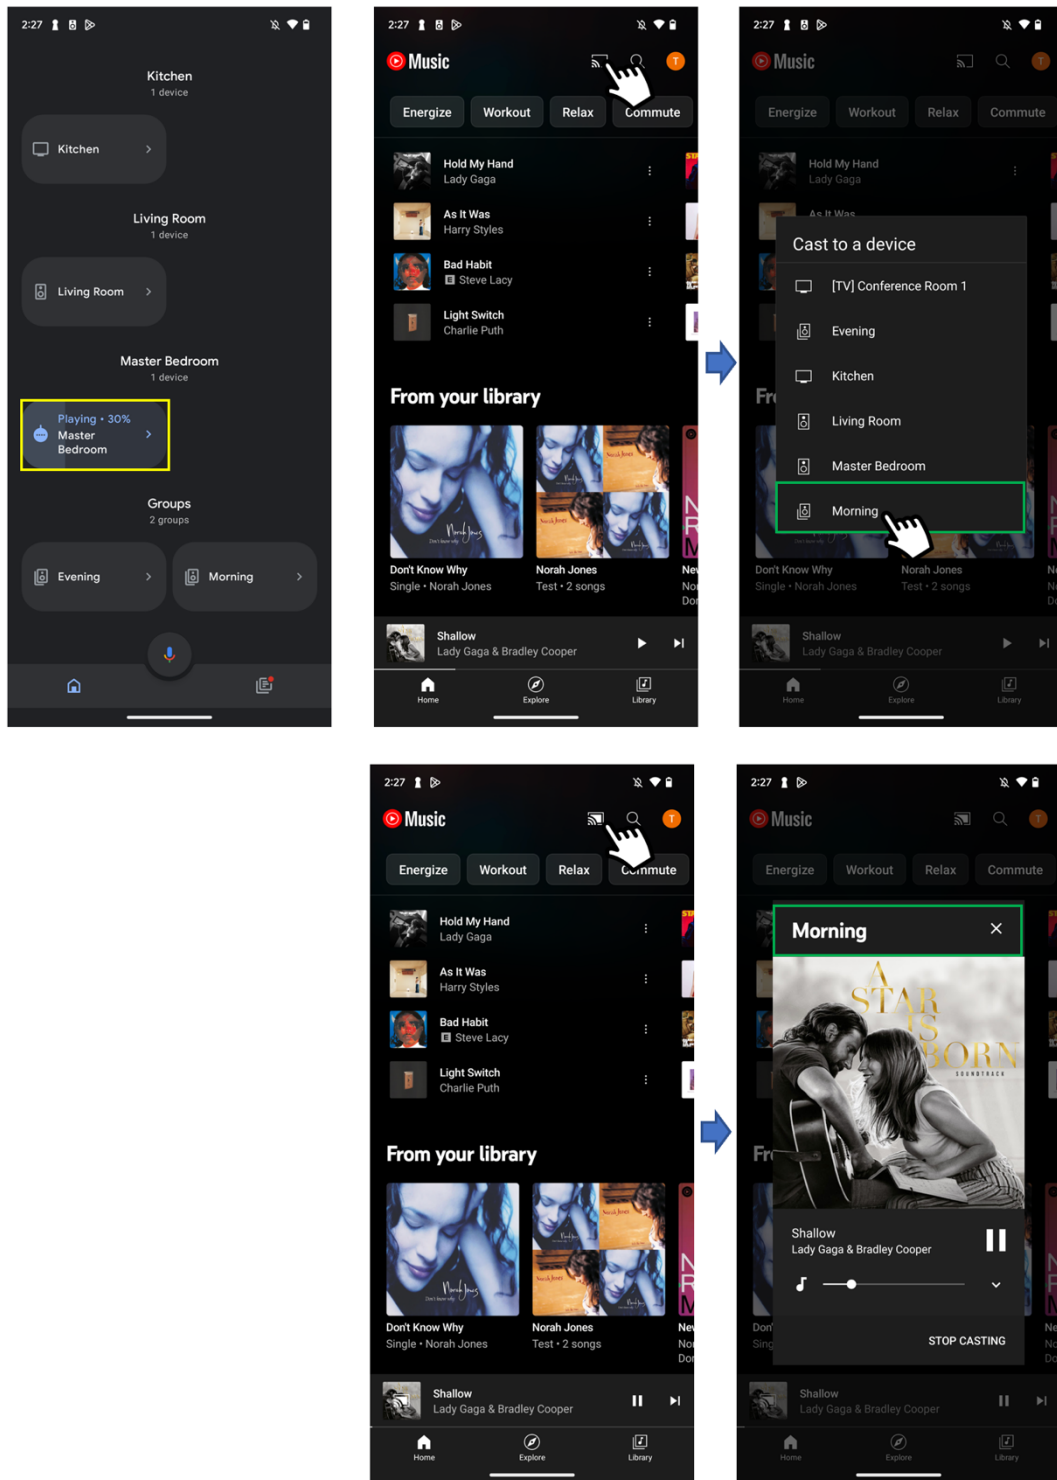 2:27
Kitchen
1 device
Kitchen
Living Room
1 device
Living Room
Master Bedroom
1 device
Playing • 30%
Master
Bedroom
Groups
2 groups
Evening
Morning
2:27
Music
T
Energize
Workout
Relax
Commute
Hold My Hand
Lady Gaga
As It Was
Harry Styles
Bad Habit
E Steve Lacy
Light Switch
Charlie Puth
From your library
Norah Jones
Don't Know Why
Single • Norah Jones
Norah Jones
Test • 2 songs
Shallow
Lady Gaga & Bradley Cooper
Home
Explore
Library
2:27
Music
T
Energize
Workout
Relax
Commute
Hold My Hand
Lady Gaga
As It Was
Cast to a device
[TV] Conference Room 1
Evening
Kitchen
Living Room
Master Bedroom
Morning
Don't Know Why
Single • Norah Jones
Norah Jones
Test • 2 songs
Shallow
Lady Gaga & Bradley Cooper
Home
Explore
Library
2:27
Music
T
Energize
Workout
Relax
Commute
Hold My Hand
Lady Gaga
As It Was
Harry Styles
Bad Habit
E Steve Lacy
Light Switch
Charlie Puth
From your library
Norah Jones
Don't Know Why
Single • Norah Jones
Norah Jones
Test • 2 songs
Shallow
Lady Gaga & Bradley Cooper
Home
Explore
Library
2:27
Music
T
Energize
Workout
Relax
Commute
Morning
A
STAR
IS
BORN
SOUNDTRACK
Shallow
Lady Gaga & Bradley Cooper
STOP CASTING
Shallow
Lady Gaga & Bradley Cooper
Home
Explore
Library